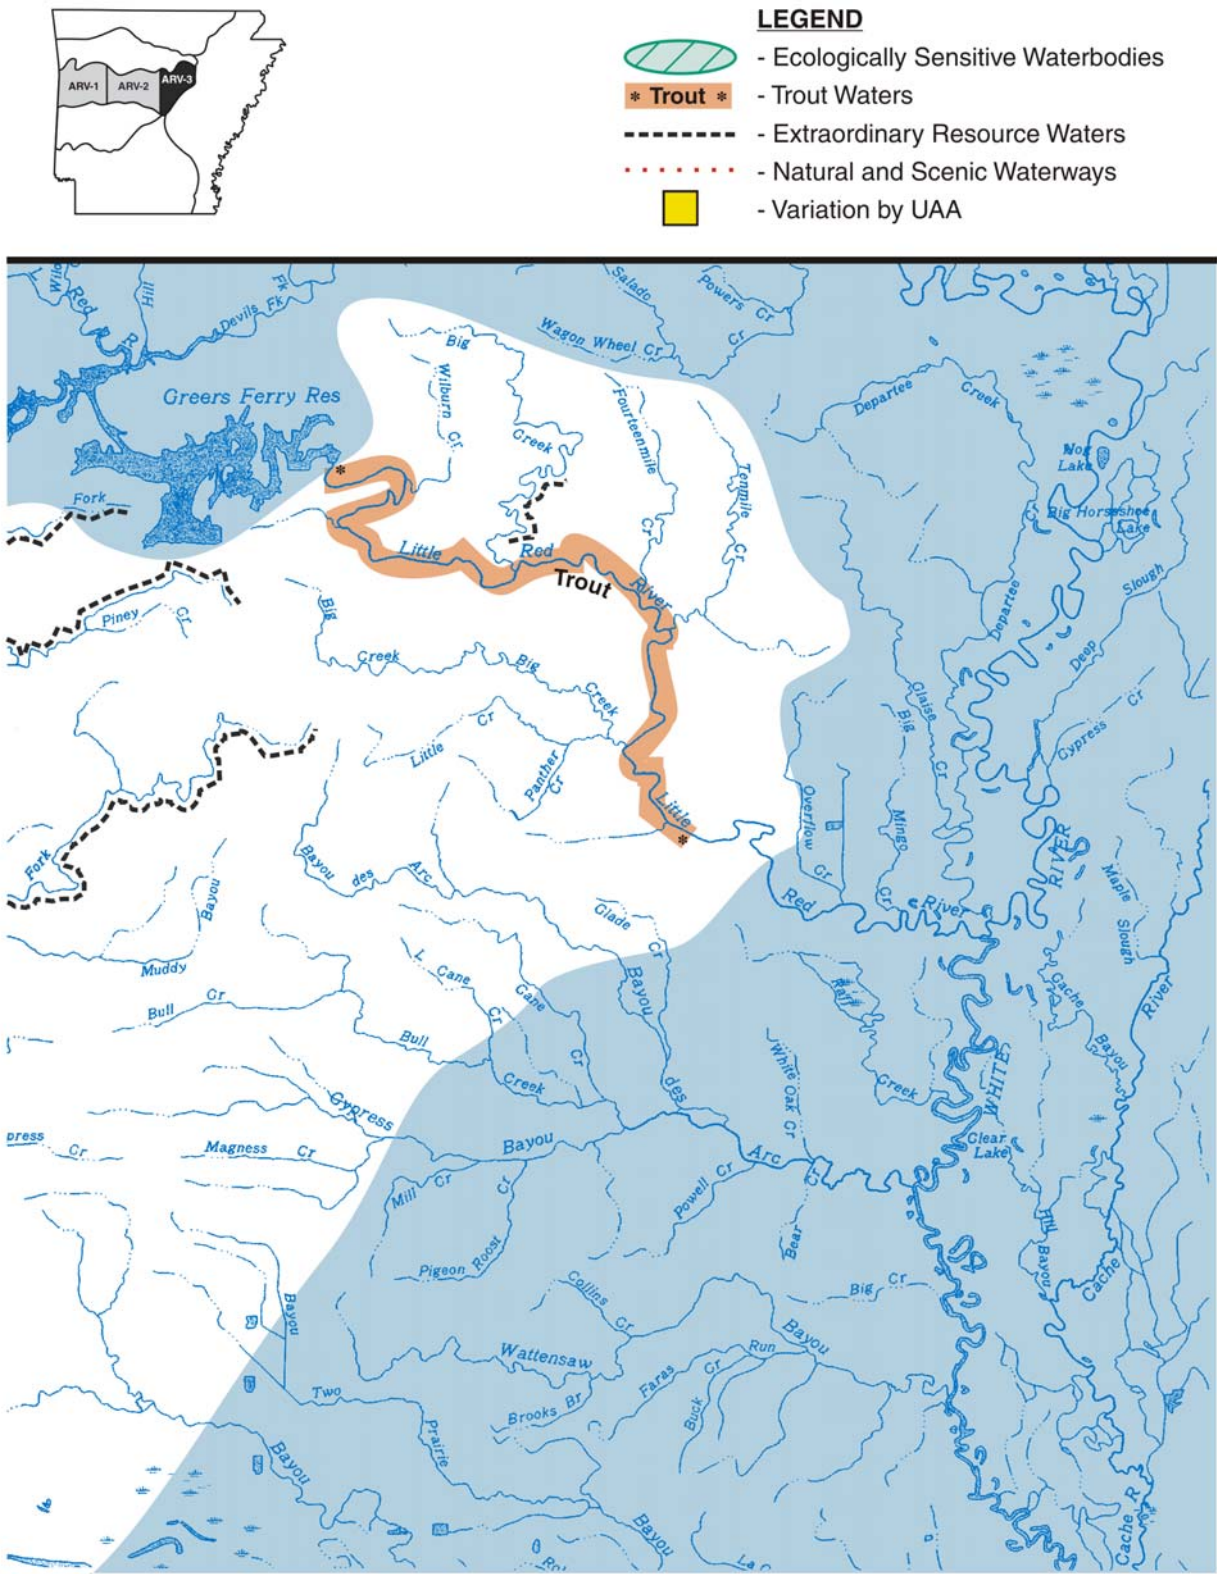 LEGEND
- Ecologically Sensitive Waterbodies
* Trout * - Trout Waters
- Extraordinary Resource Waters
- Natural and Scenic Waterways
- Variation by UAA
ARV-1
ARV-2
ARV-3
Red
R
Hill
Devils Fk
Fk
Salado
Powers Cr
Cr
Wagon Wheel Cr
Big
Creek
Wilburn
Cr
Greers Ferry Res
Fourteenmile
Cr
Tenmile
Cr
Departee
Creek
Cr
Hog
Lake
Big Horseshoe
Lake
Fork
*
Little
Red
River
Trout
Departee
Slough
Deep
Piney
Cr
Big
Creek
Big
Creek
Glaise
Cr
Big
Cypress
Cr
Little
Cr
Panther
Cr
Little
*
Overflow
Cr
Mingo
Cr
RIVER
Fork
Bayou
des
Arc
Maple
Slough
Bayou
Muddy
Glade
Cr
Red
River
Bull
Cr
L
Cane
Cr
Cane
Cr
Bayou
Raft
Creek
Cache
Bayou
River
Bull
Creek
des
White Oak Cr
WHITE
Cypress
Bayou
Clear
Lake
press
Cr
Magness
Cr
Arc
Cr
Mill
Cr
Cr
Powell
Cr
Bear
Bayou
Cache
Pigeon Roost
Collins
Cr
Big Cr
Bayou
Wattensaw
Bayou
Faras
Run
Cr
Buck
Two
Prairie
Brooks Br
Bayou
Bayou
Cache R
La